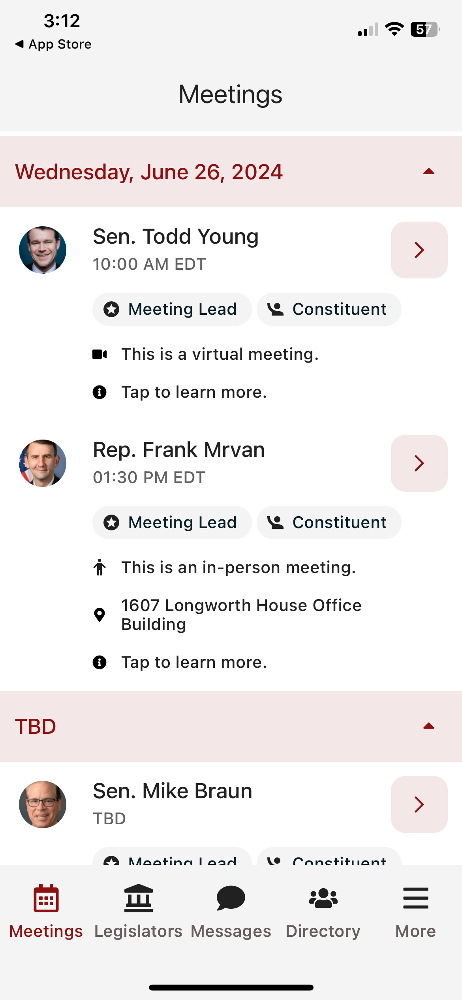 3:12
57
App Store
Meetings
Wednesday, June 26, 2024
Sen. Todd Young
10:00 AM EDT
Meeting Lead
Constituent
This is a virtual meeting.
Tap to learn more.
Rep. Frank Mrvan
01:30 PM EDT
Meeting Lead
Constituent
This is an in-person meeting.
1607 Longworth House Office
Building
Tap to learn more.
TBD
Sen. Mike Braun
TBD
Meeting Lead
Constituent
Meetings
Legislators
Messages
Directory
More